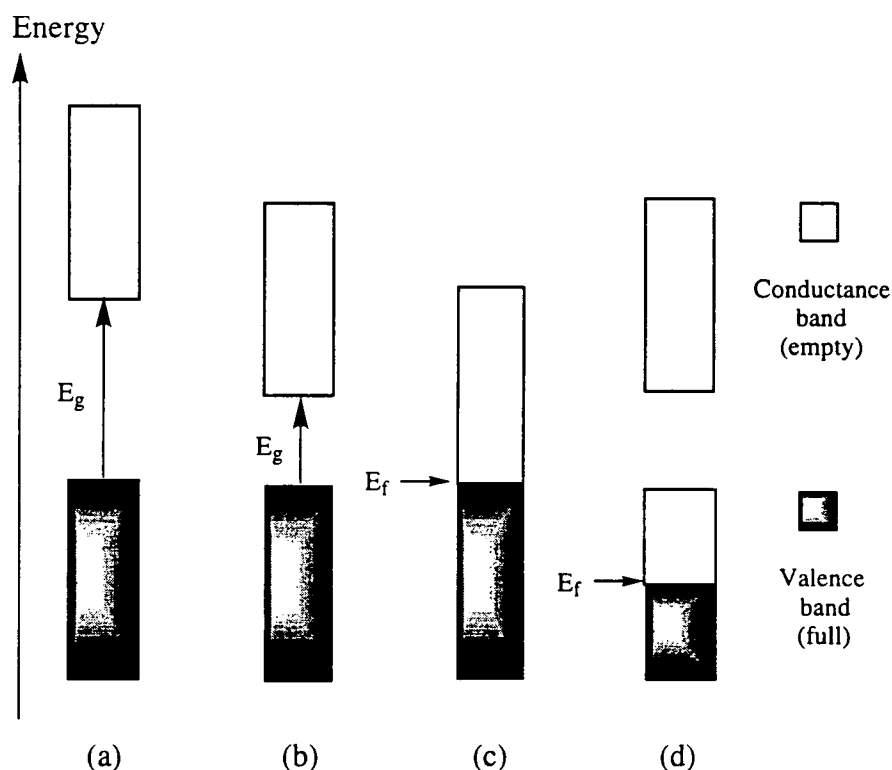 Energy
E_g
E_g
E_f
E_f
Conductance
band
(empty)
Valence
band
(full)
(a)
(b)
(c)
(d)